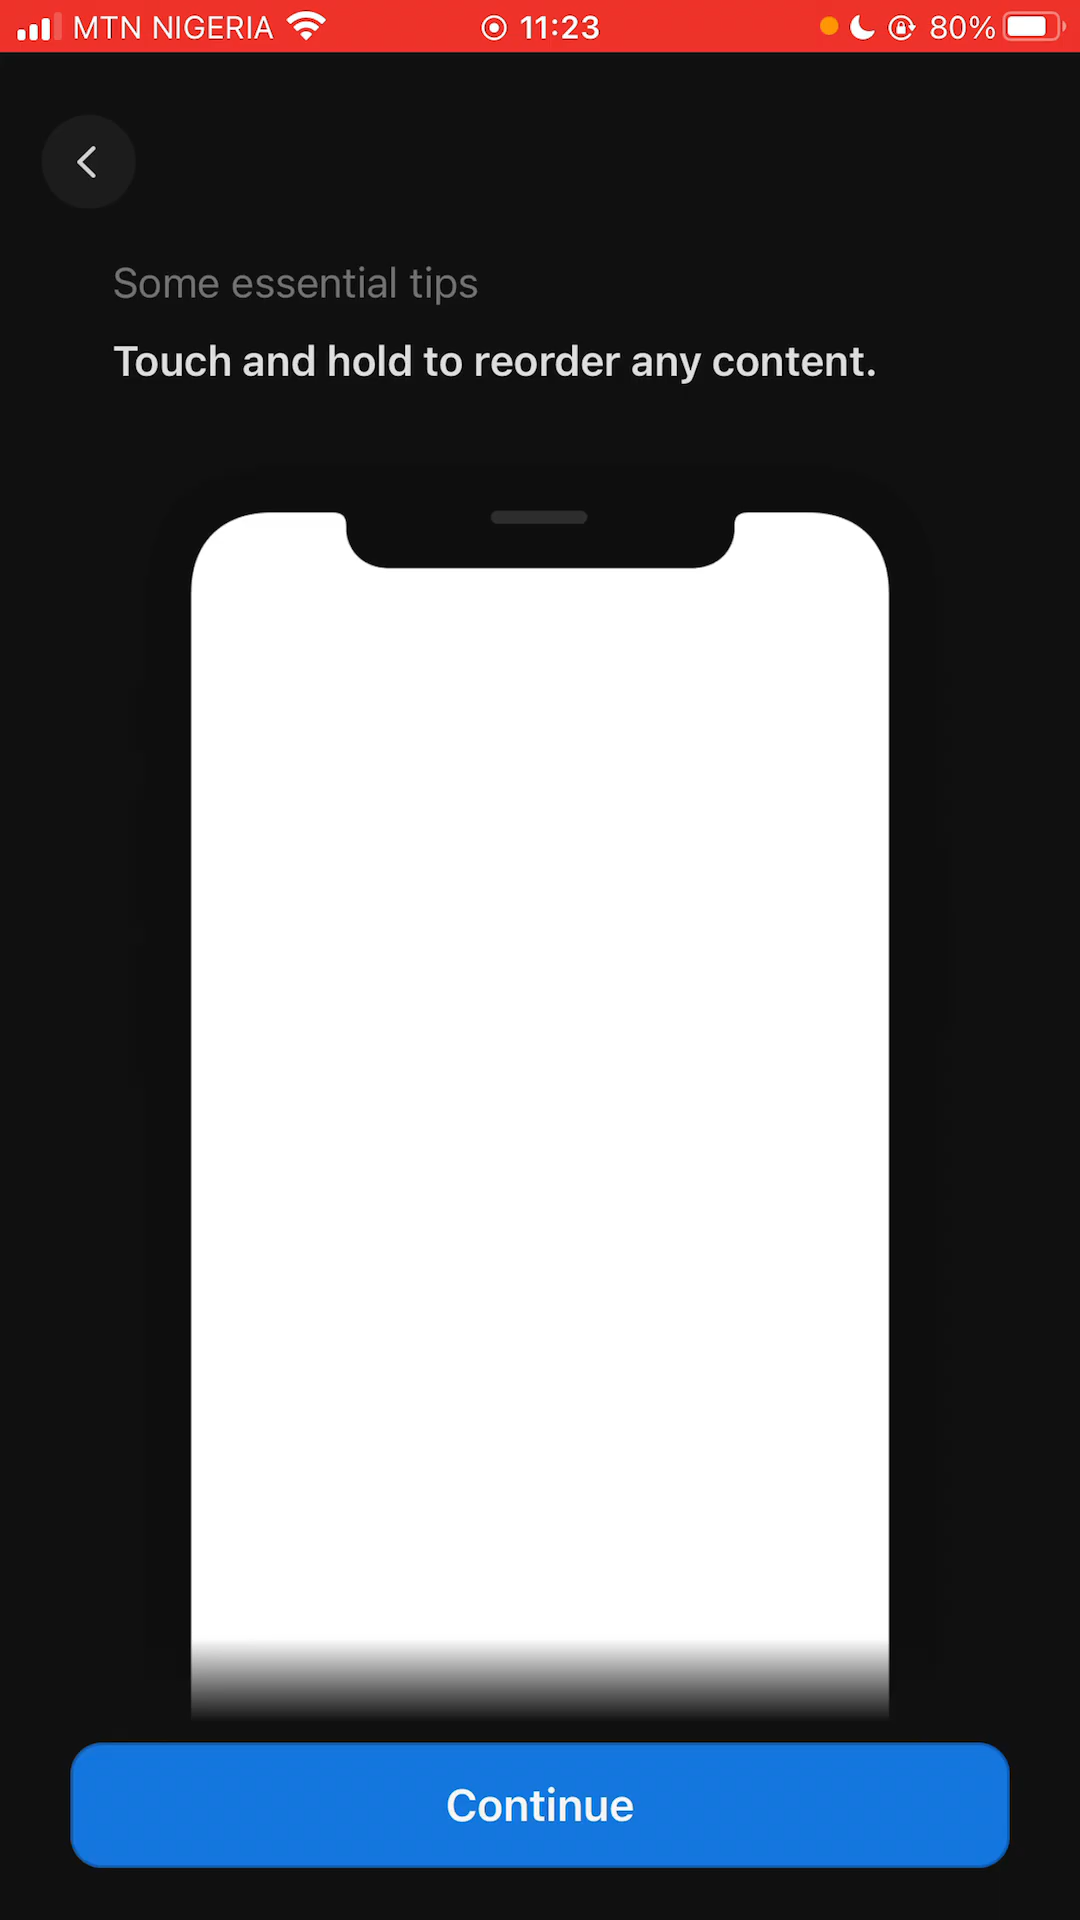 MTN NIGERIA 11:23 80%
Some essential tips
Touch and hold to reorder any content.
Continue